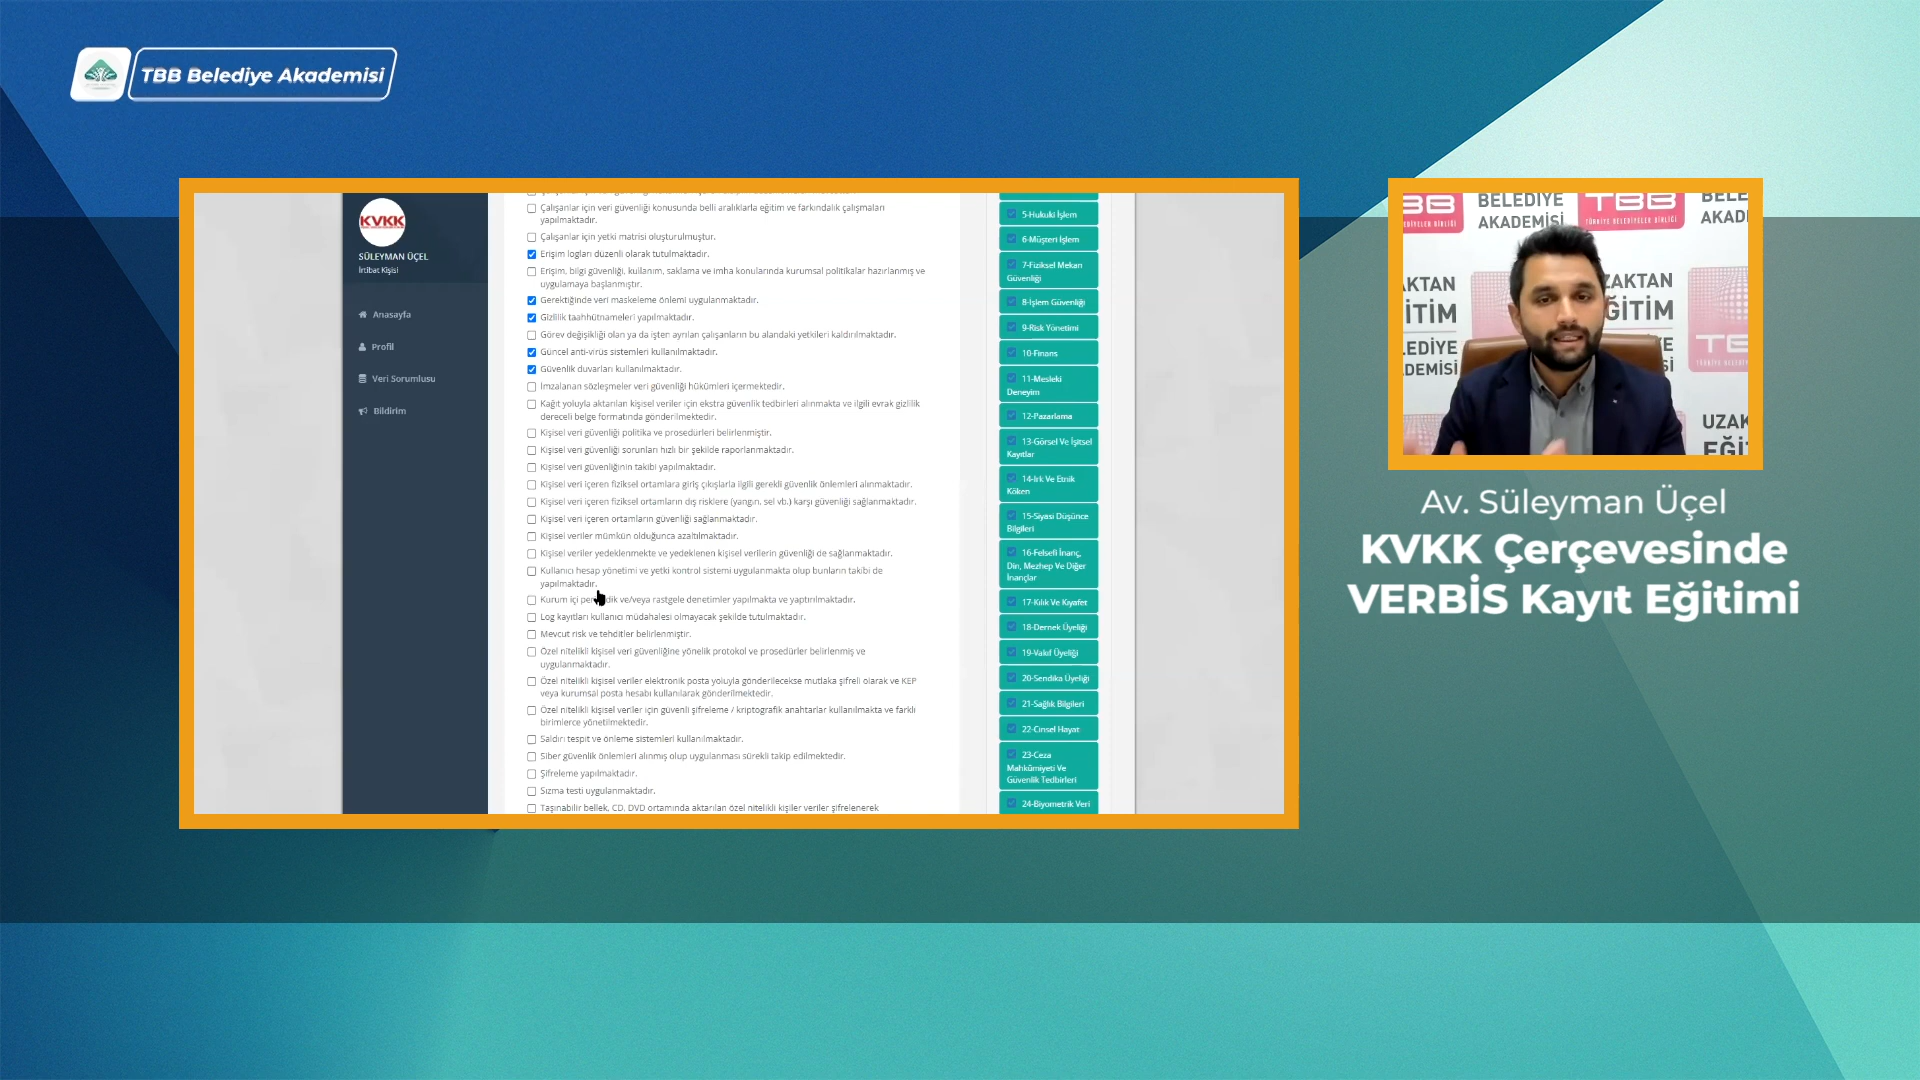 TBB Belediye Akademisi
KVKK
SÜLEYMAN ÜÇEL
İrtibat Kişisi
Anasayfa
Profil
Veri Sorumlusu
Bildirim
Çalışanlar için veri güvenliği konusunda belli aralıklarla eğitim ve farkındalık çalışmaları
yapılmaktadır.
Çalışanlar için yetki matrisi oluşturulmuştur.
Erişim logları düzenli olarak tutulmaktadır.
Erişim, bilgi güvenliği, kullanım, saklama ve imha konularında kurumsal politikalar hazırlanmış ve
uygulamaya başlanmıştır.
Gerektiğinde veri maskeleme önlemi uygulanmaktadır.
Gizlilik taahhütnameleri yapılmaktadır.
Görev değişikliği olan ya da işten ayrılan çalışanların bu alandaki yetkileri kaldırılmaktadır.
Güncel anti-virüs sistemleri kullanılmaktadır.
Güvenlik duvarları kullanılmaktadır.
İmzalanan sözleşmeler veri güvenliği hükümleri içermektedir.
Kağıt yoluyla aktarılan kişisel veriler için ekstra güvenlik tedbirleri alınmakta ve ilgili evrak gizlilik
dereceli belge formatında gönderilmektedir.
Kişisel veri güvenliği politika ve prosedürleri belirlenmiştir.
Kişisel veri güvenliği sorunları hızlı bir şekilde raporlanmaktadır.
Kişisel veri güvenliğinin takibi yapılmaktadır.
Kişisel veri içeren fiziksel ortamlara giriş çıkışlarla ilgili gerekli güvenlik önlemleri alınmaktadır.
Kişisel veri içeren fiziksel ortamların dış risklere (yangın, sel vb.) karşı güvenliği sağlanmaktadır.
Kişisel veri içeren ortamların güvenliği sağlanmaktadır.
Kişisel veriler mümkün olduğunca azaltılmaktadır.
Kişisel veriler yedeklenmekte ve yedeklenen kişisel verilerin güvenliği de sağlanmaktadır.
Kullanıcı hesap yönetimi ve yetki kontrol sistemi uygulanmakta olup bunların takibi de
yapılmaktadır.
Kurum içi ve/veya rastgele denetimler yapılmakta ve yaptırılmaktadır.
Log kayıtları kullanıcı müdahalesi olmayacak şekilde tutulmaktadır.
Mevcut risk ve tehditler belirlenmiştir.
Özel nitelikli kişisel veri güvenliğine yönelik protokol ve prosedürler belirlenmiş ve
uygulanmaktadır.
Özel nitelikli kişisel veriler elektronik posta yoluyla gönderilecekse mutlaka şifreli olarak ve KEP
veya kurumsal posta hesabı kullanılarak gönderilmektedir.
Özel nitelikli kişisel veriler için güvenli şifreleme / kriptografik anahtarlar kullanılmakta ve farklı
birimlerce yönetilmektedir.
Saldırı tespit ve önleme sistemleri kullanılmaktadır.
Siber güvenlik önlemleri alınmış olup uygulanması sürekli takip edilmektedir.
Şifreleme yapılmaktadır.
Sızma testi uygulanmaktadır.
Taşınabilir bellek, CD, DVD ortamında aktarılan özel nitelikli kişiler veriler şifrelenerek
5-Hukuki İşlem
6-Müşteri İşlem
7-Fiziksel Mekan
Güvenliği
8-İşlem Güvenliği
9-Risk Yönetimi
10-Finans
11-Mesleki
Deneyim
12-Pazarlama
13-Görsel Ve İşitsel
Kayıtlar
14-Irk Ve Etnik
Köken
15-Siyasi Düşünce
Bilgileri
16-Felsefi İnanç,
Din, Mezhep Ve Diğer
İnançlar
17-Kılık Ve Kıyafet
18-Dernek Üyeliği
19-Vakıf Üyeliği
20-Sendika Üyeliği
21-Sağlık Bilgileri
22-Cinsel Hayat
23-Ceza
Mahkûmiyeti Ve
Güvenlik Tedbirleri
24-Biyometrik Veri
BELEDİYE
AKADEMİSİ
TBB
TÜRKİYE BELEDİYELER BİRLİĞİ
Av. Süleyman Üçel
KVKK Çerçevesinde
VERBİS Kayıt Eğitimi